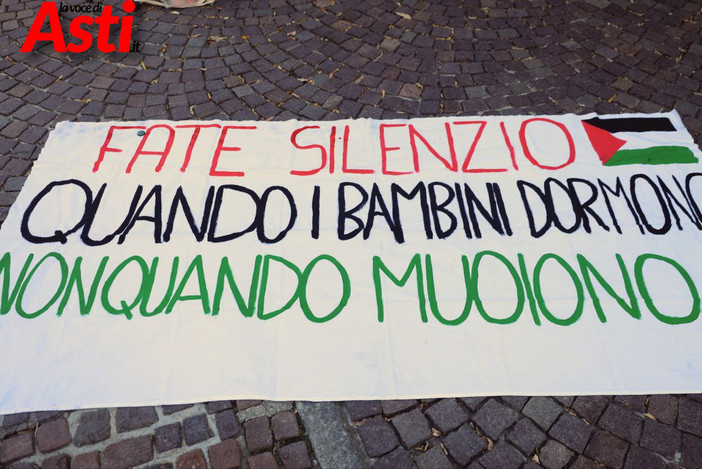 la voce di
Asti.it
FATE SILENZIO
QUANDO I BAMBINI DORMONO
NON QUANDO MUOIONO